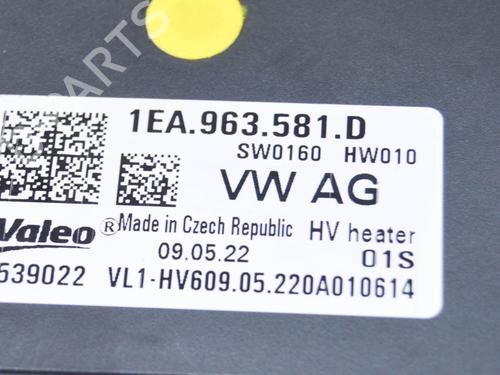 PARTS
1EA.963.581.D
SW0160 HW010
VW AG
Valeo ® Made in Czech Republic HV heater
09.05.22 01S
539022 VL1-HV609.05.220A010614